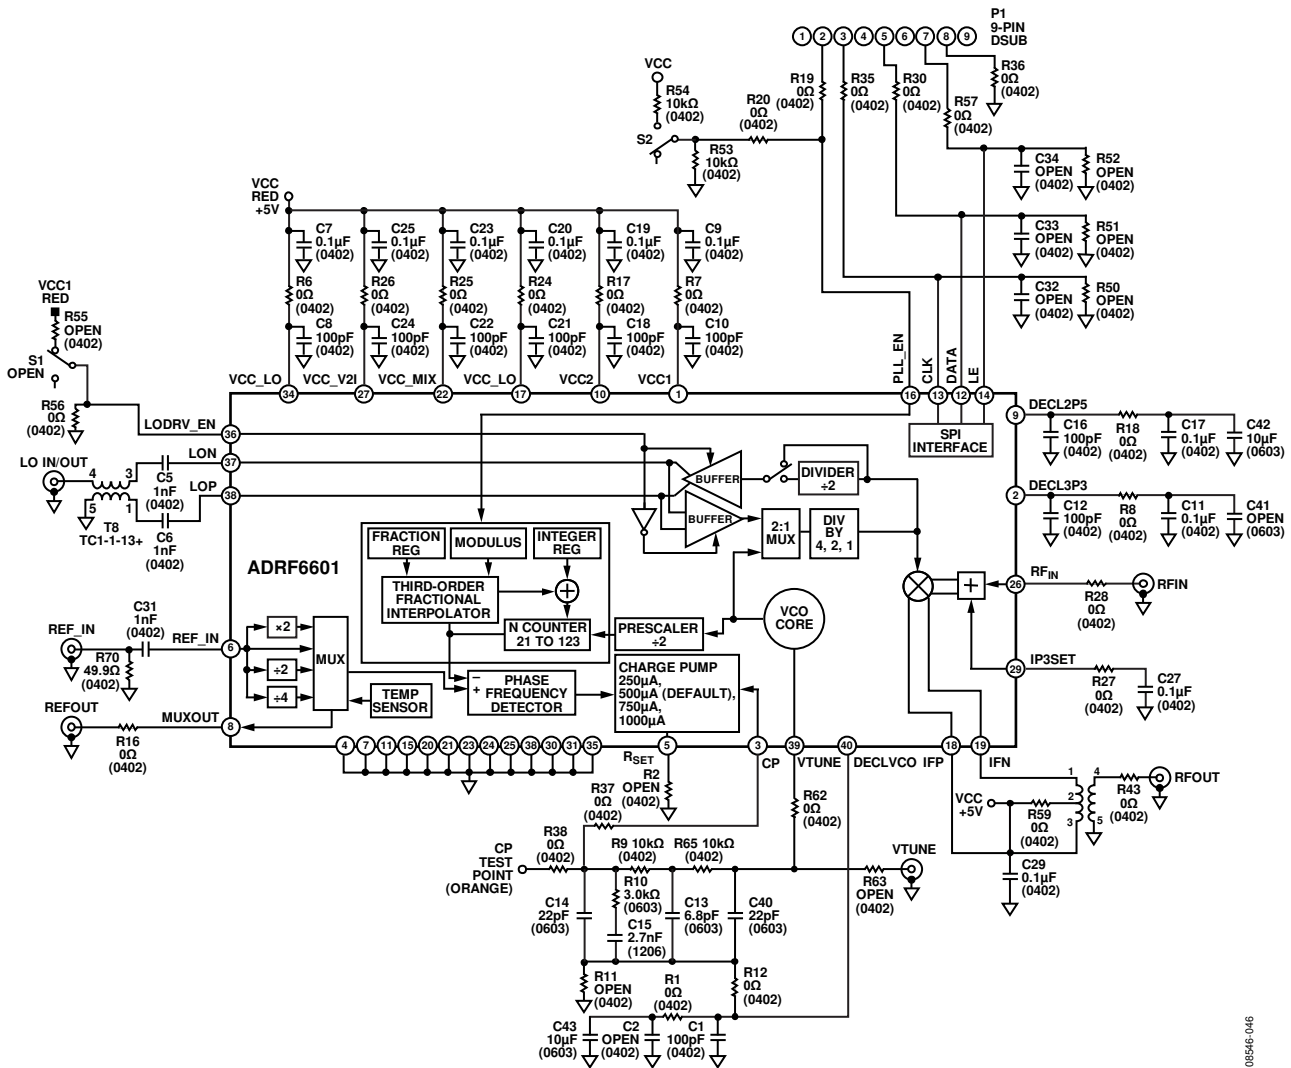 P1
9-PIN
DSUB
1 2 3 4 5 6 7 8 9
VCC
R54
10kΩ
(0402)
S2
R53
10kΩ
(0402)
R20
0Ω
(0402)
R19
0Ω
(0402)
R35
0Ω
(0402)
R30
0Ω
(0402)
R57
0Ω
(0402)
R36
0Ω
(0402)
C34
OPEN
(0402)
R52
OPEN
(0402)
C33
OPEN
(0402)
R51
OPEN
(0402)
C32
OPEN
(0402)
R50
OPEN
(0402)
VCC
RED
+5V
C7
0.1µF
(0402)
C25
0.1µF
(0402)
C23
0.1µF
(0402)
C20
0.1µF
(0402)
C19
0.1µF
(0402)
C9
0.1µF
(0402)
R6
0Ω
(0402)
R26
0Ω
(0402)
R25
0Ω
(0402)
R24
0Ω
(0402)
R17
0Ω
(0402)
R7
0Ω
(0402)
C8
100pF
(0402)
C24
100pF
(0402)
C22
100pF
(0402)
C21
100pF
(0402)
C18
100pF
(0402)
C10
100pF
(0402)
VCC1
RED
R55
OPEN
(0402)
S1
OPEN
R56
0Ω
(0402)
VCC_LO
34
VCC_V2I
27
VCC_MIX
22
VCC_LO
17
VCC2
10
VCC1
1
PLL_EN
16
CLK
13
DATA
12
LE
14
SPI
INTERFACE
LODRV_EN
36
LO IN/OUT
4
3
5
1
T8
TC1-1-13+
C5
1nF
(0402)
C6
1nF
(0402)
LON
37
LOP
38
9
DECL2P5
C16
100pF
(0402)
R18
0Ω
(0402)
C17
0.1µF
(0402)
C42
10µF
(0603)
2
DECL3P3
C12
100pF
(0402)
R8
0Ω
(0402)
C11
0.1µF
(0402)
C41
OPEN
(0603)
BUFFER
BUFFER
DIVIDER
÷2
2:1
MUX
DIV
BY
4, 2, 1
ADRF6601
FRACTION
REG
MODULUS
INTEGER
REG
THIRD-ORDER
FRACTIONAL
INTERPOLATOR
+
N COUNTER
21 TO 123
PRESCALER
÷2
VCO
CORE
+
26
RFIN
R28
0Ω
(0402)
RFIN
29
IP3SET
R27
0Ω
(0402)
C27
0.1µF
(0402)
C31
1nF
(0402)
REF_IN
R70
49.9Ω
(0402)
REF_IN
6
×2
÷2
÷4
MUX
TEMP
SENSOR
–
+
PHASE
FREQUENCY
DETECTOR
CHARGE PUMP
250µA,
500µA (DEFAULT),
750µA,
1000µA
REFOUT
R16
0Ω
(0402)
MUXOUT
8
4 7 11 15 20 21 23 24 25 38 30 31 35
RSET
5
3
CP
39
VTUNE
40
DECLVCO
IFP
18
19
IFN
R2
OPEN
(0402)
R37
0Ω
(0402)
R62
0Ω
(0402)
R38
0Ω
(0402)
CP
TEST
POINT
(ORANGE)
R9 10kΩ
(0402)
R65 10kΩ
(0402)
VTUNE
R63
OPEN
(0402)
C14
22pF
(0603)
R10
3.0kΩ
(0603)
C15
2.7nF
(1206)
C13
6.8pF
(0603)
C40
22pF
(0603)
R11
OPEN
(0402)
R1
0Ω
(0402)
R12
0Ω
(0402)
C43
10µF
(0603)
C2
OPEN
(0402)
C1
100pF
(0402)
VCC
+5V
R59
0Ω
(0402)
C29
0.1µF
(0402)
1
2
3
4
5
R43
0Ω
(0402)
RFOUT
08546-046